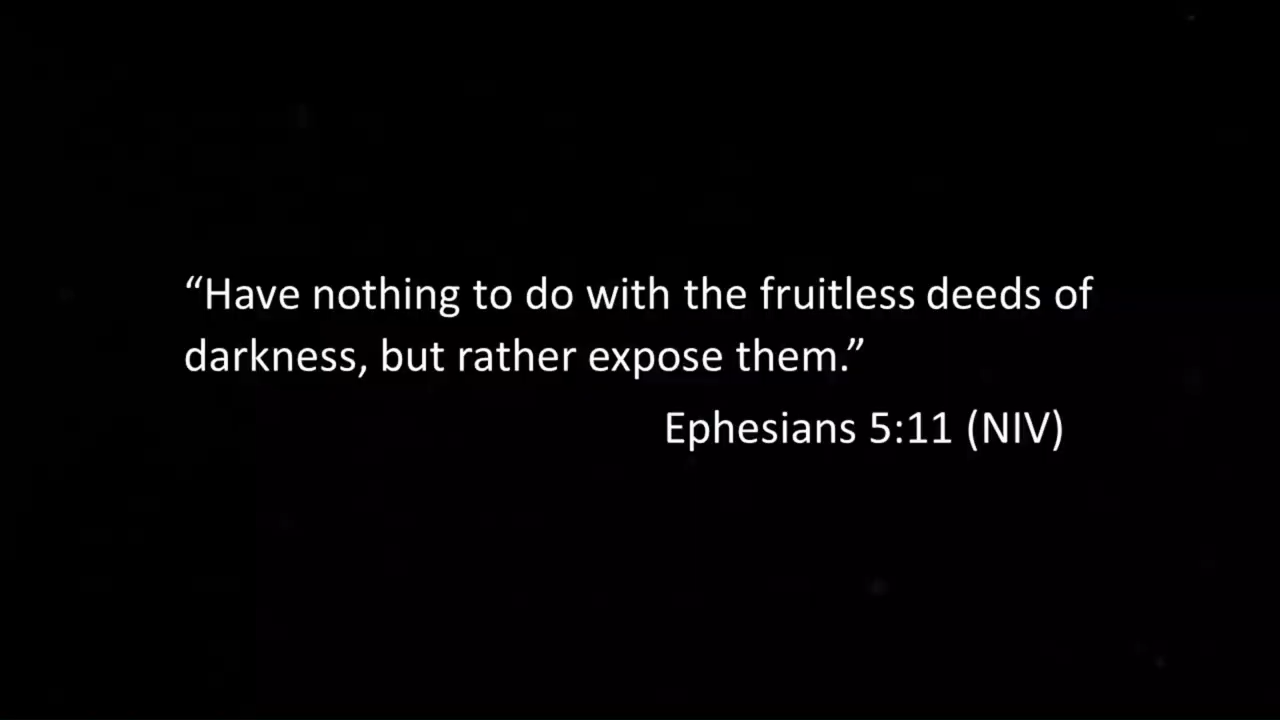 “Have nothing to do with the fruitless deeds of
darkness, but rather expose them.”
Ephesians 5:11 (NIV)